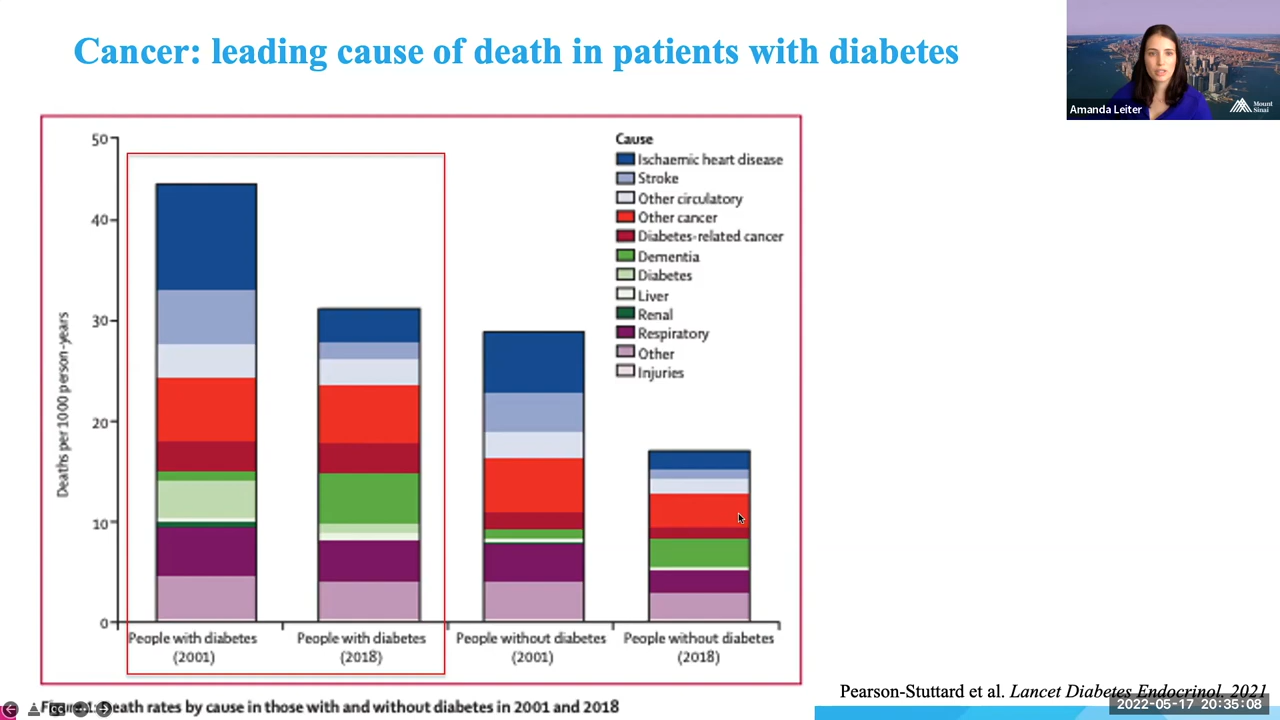 Cancer: leading cause of death in patients with diabetes
Amanda Leiter
Mount
Sinai
50
40
30
20
10
0
Deaths per 1000 person-years
Cause
Ischaemic heart disease
Stroke
Other circulatory
Other cancer
Diabetes-related cancer
Dementia
Diabetes
Liver
Renal
Respiratory
Other
Injuries
People with diabetes
(2001)
People with diabetes
(2018)
People without diabetes
(2001)
People without diabetes
(2018)
Death rates by cause in those with and without diabetes in 2001 and 2018
Pearson-Stuttard et al. Lancet Diabetes Endocrinol. 2021
2022-05-17 20:35:08